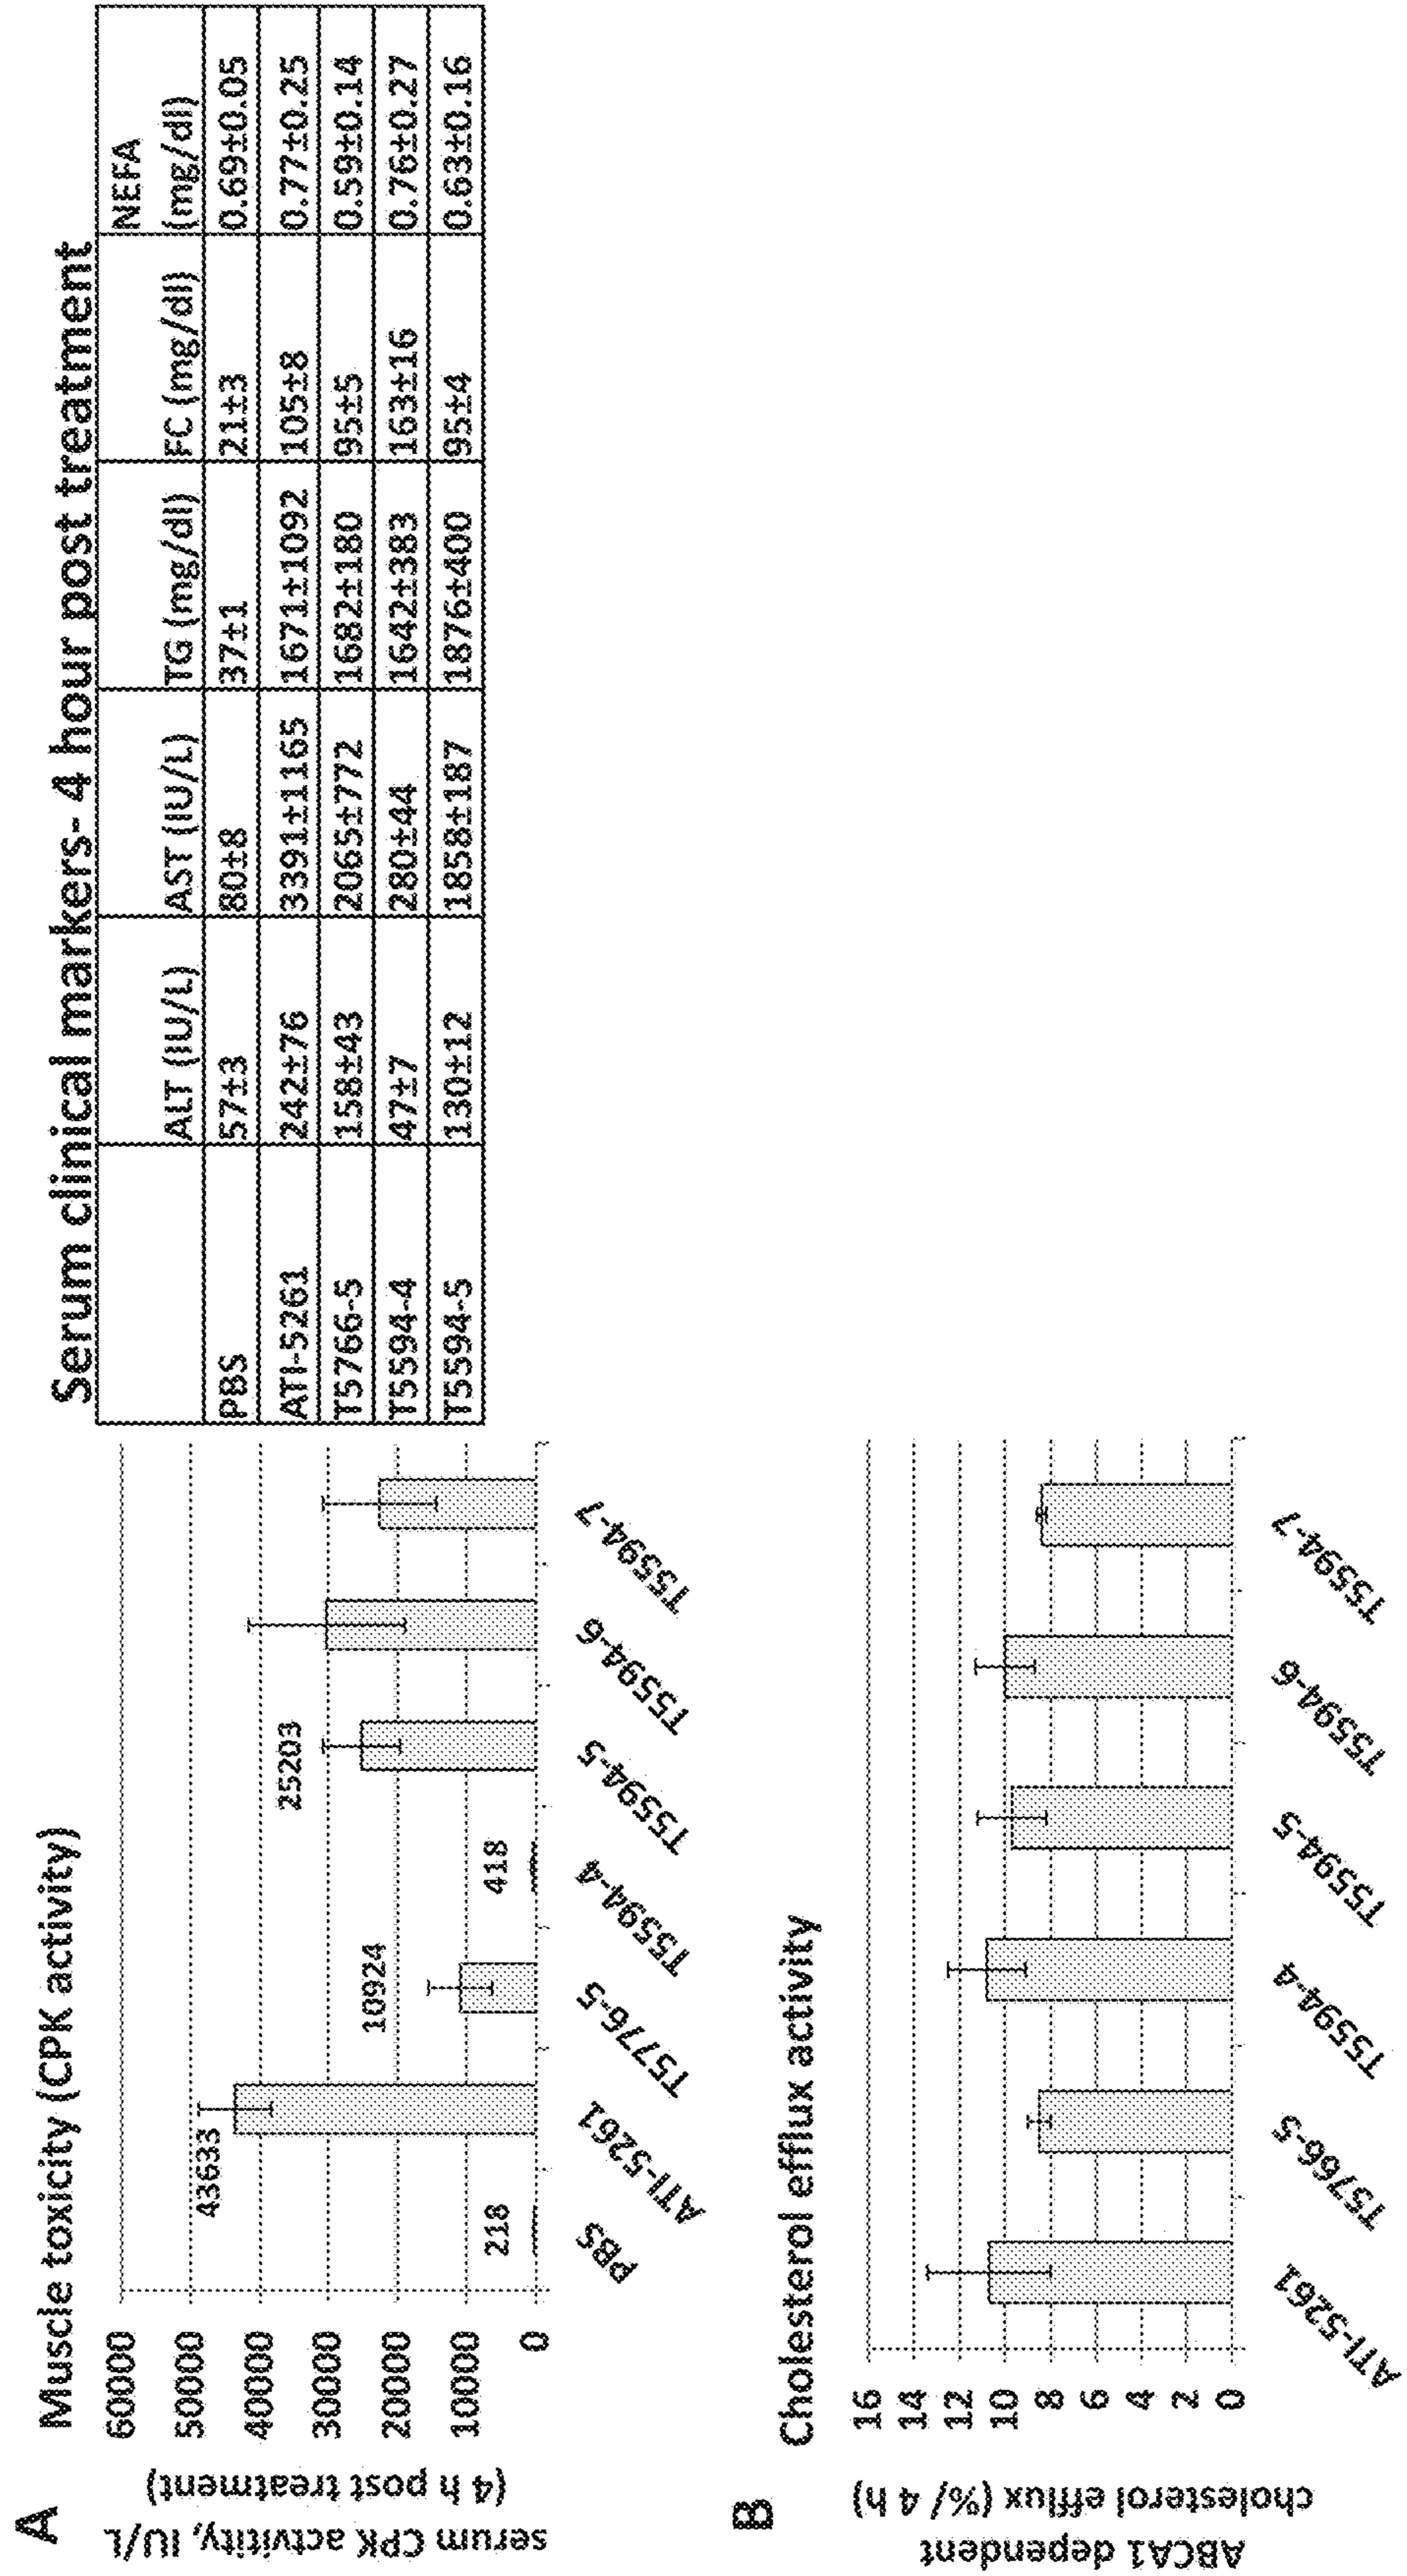 A
Muscle toxicity (CPK activity)
serum CPK actvitity, IU/L
(4 h post treatment)
60000
50000
40000
30000
20000
10000
0
218
43633
10924
418
25203
PBS
ATI-5261
T5776-5
T5594-4
T5594-5
T5594-6
T5594-7
Serum clinical markers- 4 hour post treatment
ALT (IU/L) AST (IU/L) TG (mg/dl) FC (mg/dl) NEFA (mg/dl)
PBS 57±3 80±8 37±1 21±3 0.69±0.05
ATI-5261 242±76 3391±1165 1671±1092 105±8 0.77±0.25
T5766-5 158±43 2065±772 1682±180 95±5 0.59±0.14
T5594-4 47±7 280±44 1642±383 163±16 0.76±0.27
T5594-5 130±12 1858±187 1876±400 95±4 0.63±0.16
B
Cholesterol efflux activity
ABCA1 dependent
cholesterol efflux (%/ 4 h)
16
14
12
10
8
6
4
2
0
ATI-5261
T5766-5
T5594-4
T5594-5
T5594-6
T5594-7